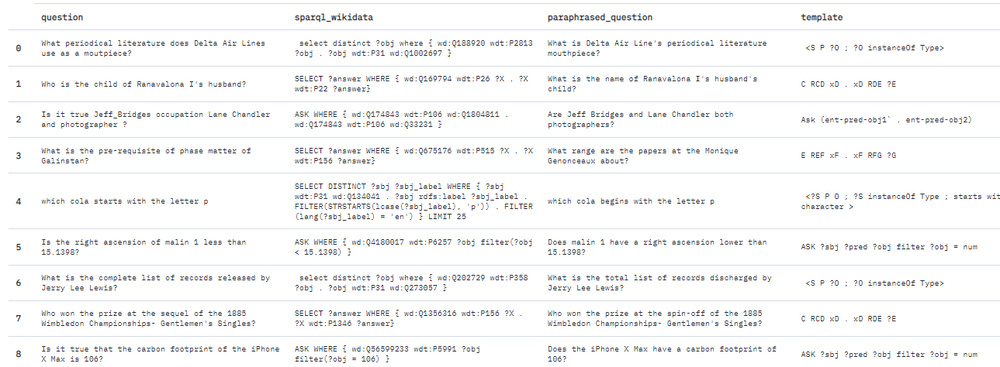 question sparql_wikidata paraphrased_question template
0
What periodical literature does Delta Air Lines
use as a moutpiece?
select distinct ?obj where { wd:Q188920 wdt:P2813
?obj . ?obj wdt:P31 wd:Q1002697 }
What is Delta Air Line's periodical literature
mouthpiece?
<S P ?O ; ?O instanceOf Type>
1
Who is the child of Ranavalona I's husband?
SELECT ?answer WHERE { wd:Q169794 wdt:P26 ?X . ?X
wdt:P22 ?answer}
What is the name of Ranavalona I's husband's
child?
C RCD xD . xD RDE ?E
2
Is it true Jeff_Bridges occupation Lane Chandler
and photographer ?
ASK WHERE { wd:Q174843 wdt:P106 wd:Q1804811 .
wd:Q174843 wdt:P106 wd:Q33231 }
Are Jeff Bridges and Lane Chandler both
photographers?
Ask (ent-pred-obj1` . ent-pred-obj2)
3
What is the pre-requisite of phase matter of
Galinstan?
SELECT ?answer WHERE { wd:Q675176 wdt:P515 ?X . ?X
wdt:P156 ?answer}
What range are the papers at the Monique
Genonceaux about?
E REF xF . xF RFG ?G
4
which cola starts with the letter p
SELECT DISTINCT ?sbj ?sbj_label WHERE { ?sbj
wdt:P31 wd:Q134041 . ?sbj rdfs:label ?sbj_label .
FILTER(STRSTARTS(lcase(?sbj_label), 'p')) . FILTER
(lang(?sbj_label) = 'en') } LIMIT 25
which cola begins with the letter p
<?S P O ; ?S instanceOf Type ; starts wit
character >
5
Is the right ascension of malin 1 less than
15.1398?
ASK WHERE { wd:Q4180017 wdt:P6257 ?obj filter(?obj
< 15.1398) }
Does malin 1 have a right ascension lower than
15.1398?
ASK ?sbj ?pred ?obj filter ?obj = num
6
What is the complete list of records released by
Jerry Lee Lewis?
select distinct ?obj where { wd:Q202729 wdt:P358
?obj . ?obj wdt:P31 wd:Q273057 }
What is the total list of records discharged by
Jerry Lee Lewis?
<S P ?O ; ?O instanceOf Type>
7
Who won the prize at the sequel of the 1885
Wimbledon Championships- Gentlemen's Singles?
SELECT ?answer WHERE { wd:Q1356316 wdt:P156 ?X .
?X wdt:P1346 ?answer}
Who won the prize at the spin-off of the 1885
Wimbledon Championships- Gentlemen's Singles?
C RCD xD . xD RDE ?E
8
Is it true that the carbon footprint of the iPhone
X Max is 106?
ASK WHERE { wd:Q56599233 wdt:P5991 ?obj
filter(?obj = 106) }
Does the iPhone X Max have a carbon footprint of
106?
ASK ?sbj ?pred ?obj filter ?obj = num